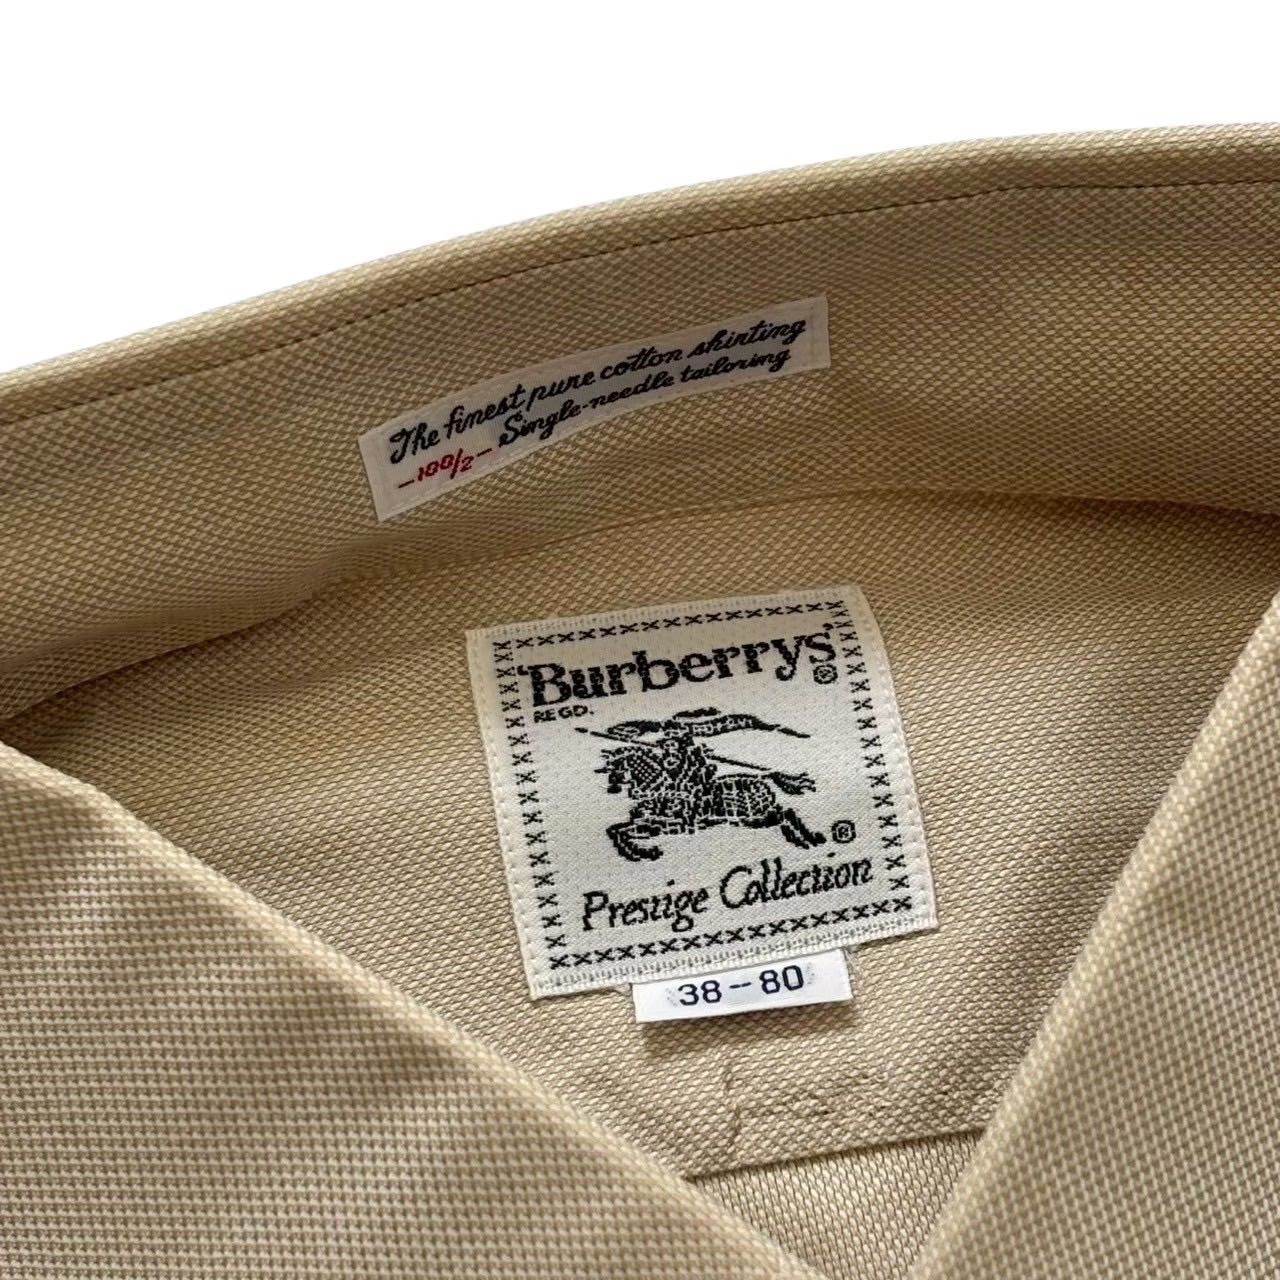 The finest pure cotton shirting
-100/2- Single-needle tailoring
'Burberrys'
REGD.
Prestige Collection
38--80